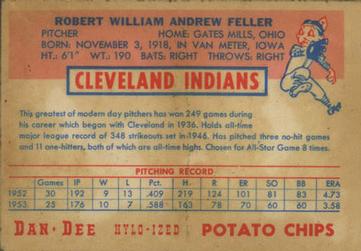 ROBERT WILLIAM ANDREW FELLER
PITCHER HOME: GATES MILLS, OHIO
BORN: NOVEMBER 3, 1918, IN VAN METER, IOWA
HT.: 6'1" WT.: 190 BATS: RIGHT THROWS: RIGHT
CLEVELAND INDIANS
This greatest of modern day pitchers has won 249 games during
his career which began with Cleveland in 1936. Holds all-time
major league record of 348 strikeouts set in 1946. Has pitched three no-hit games
and 11 one-hitters, both of which are all-time highs. Chosen for All-Star Game 8 times.
PITCHING RECORD
Games IP W L Pct. H R ER SO BB ERA
1952 30 192 9 13 .409 219 124 101 81 83 4.73
1953 25 176 10 7 .588 163 78 70 60 60 3.58
DAN-DEE HYLO-IZED POTATO CHIPS